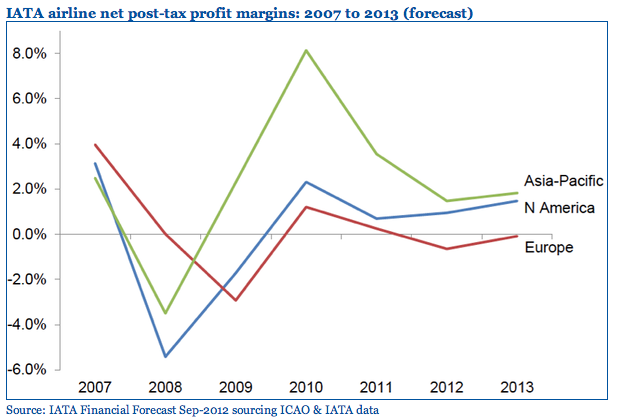 IATA airline net post-tax profit margins: 2007 to 2013 (forecast)
8.0%
6.0%
4.0%
2.0%
0.0%
-2.0%
-4.0%
-6.0%
Asia-Pacific
N America
Europe
2007 2008 2009 2010 2011 2012 2013
Source: IATA Financial Forecast Sep-2012 sourcing ICAO & IATA data